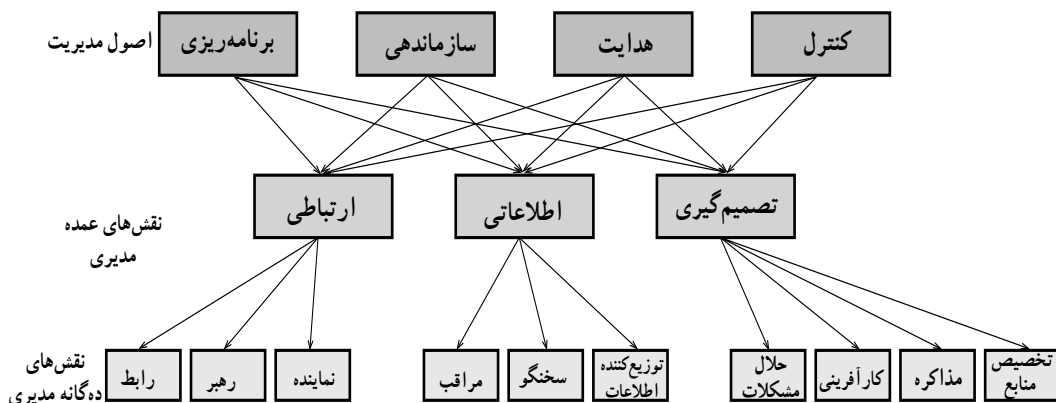 اصول مدیریت
برنامه‌ریزی
سازماندهی
هدایت
کنترل
نقش‌های عمده
مدیری
ارتباطی
اطلاعاتی
تصمیم‌گیری
نقش‌های
ده‌گانه مدیری
رابط
رهبر
نماینده
مراقب
سخنگو
توزیع‌کننده
اطلاعات
حلال
مشکلات
کارآفرینی
مذاکره
تخصیص
منابع